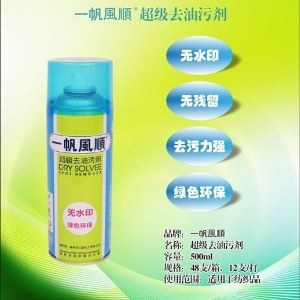 一帆風順® 超级去油污剂
无水印
无残留
去污力强
绿色环保
一帆風順
超級去油污劑
DRY SOLVEE
SPOT REMOVER
无水印
绿色环保
品牌: 一帆風順
名称: 超级去油污剂
容量: 500ml
规格: 48支/箱、12支/打
使用范围: 适用于纺织品